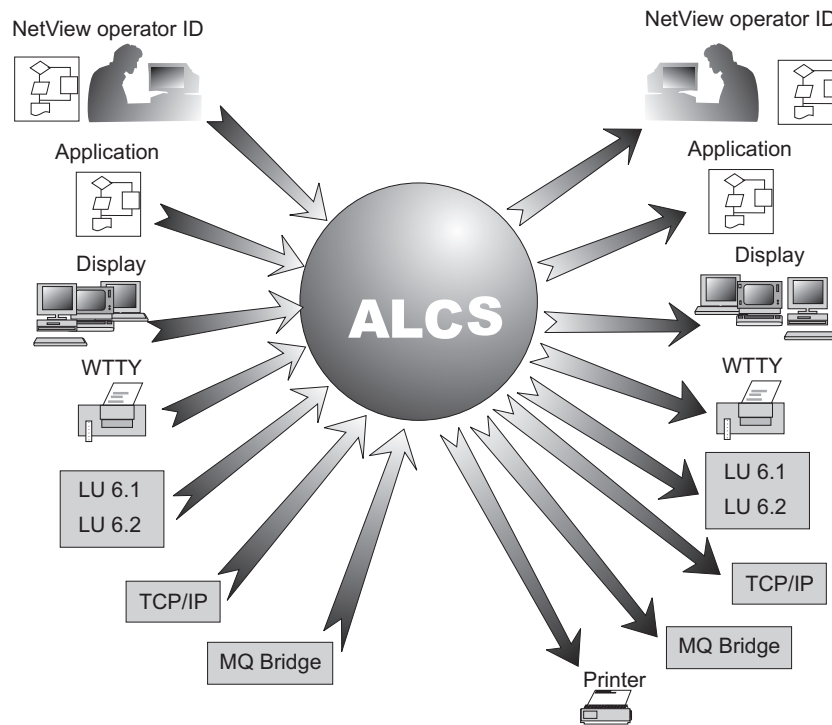 NetView operator ID
Application
Display
WTTY
LU 6.1
LU 6.2
TCP/IP
MQ Bridge
ALCS
NetView operator ID
Application
Display
WTTY
LU 6.1
LU 6.2
TCP/IP
MQ Bridge
Printer